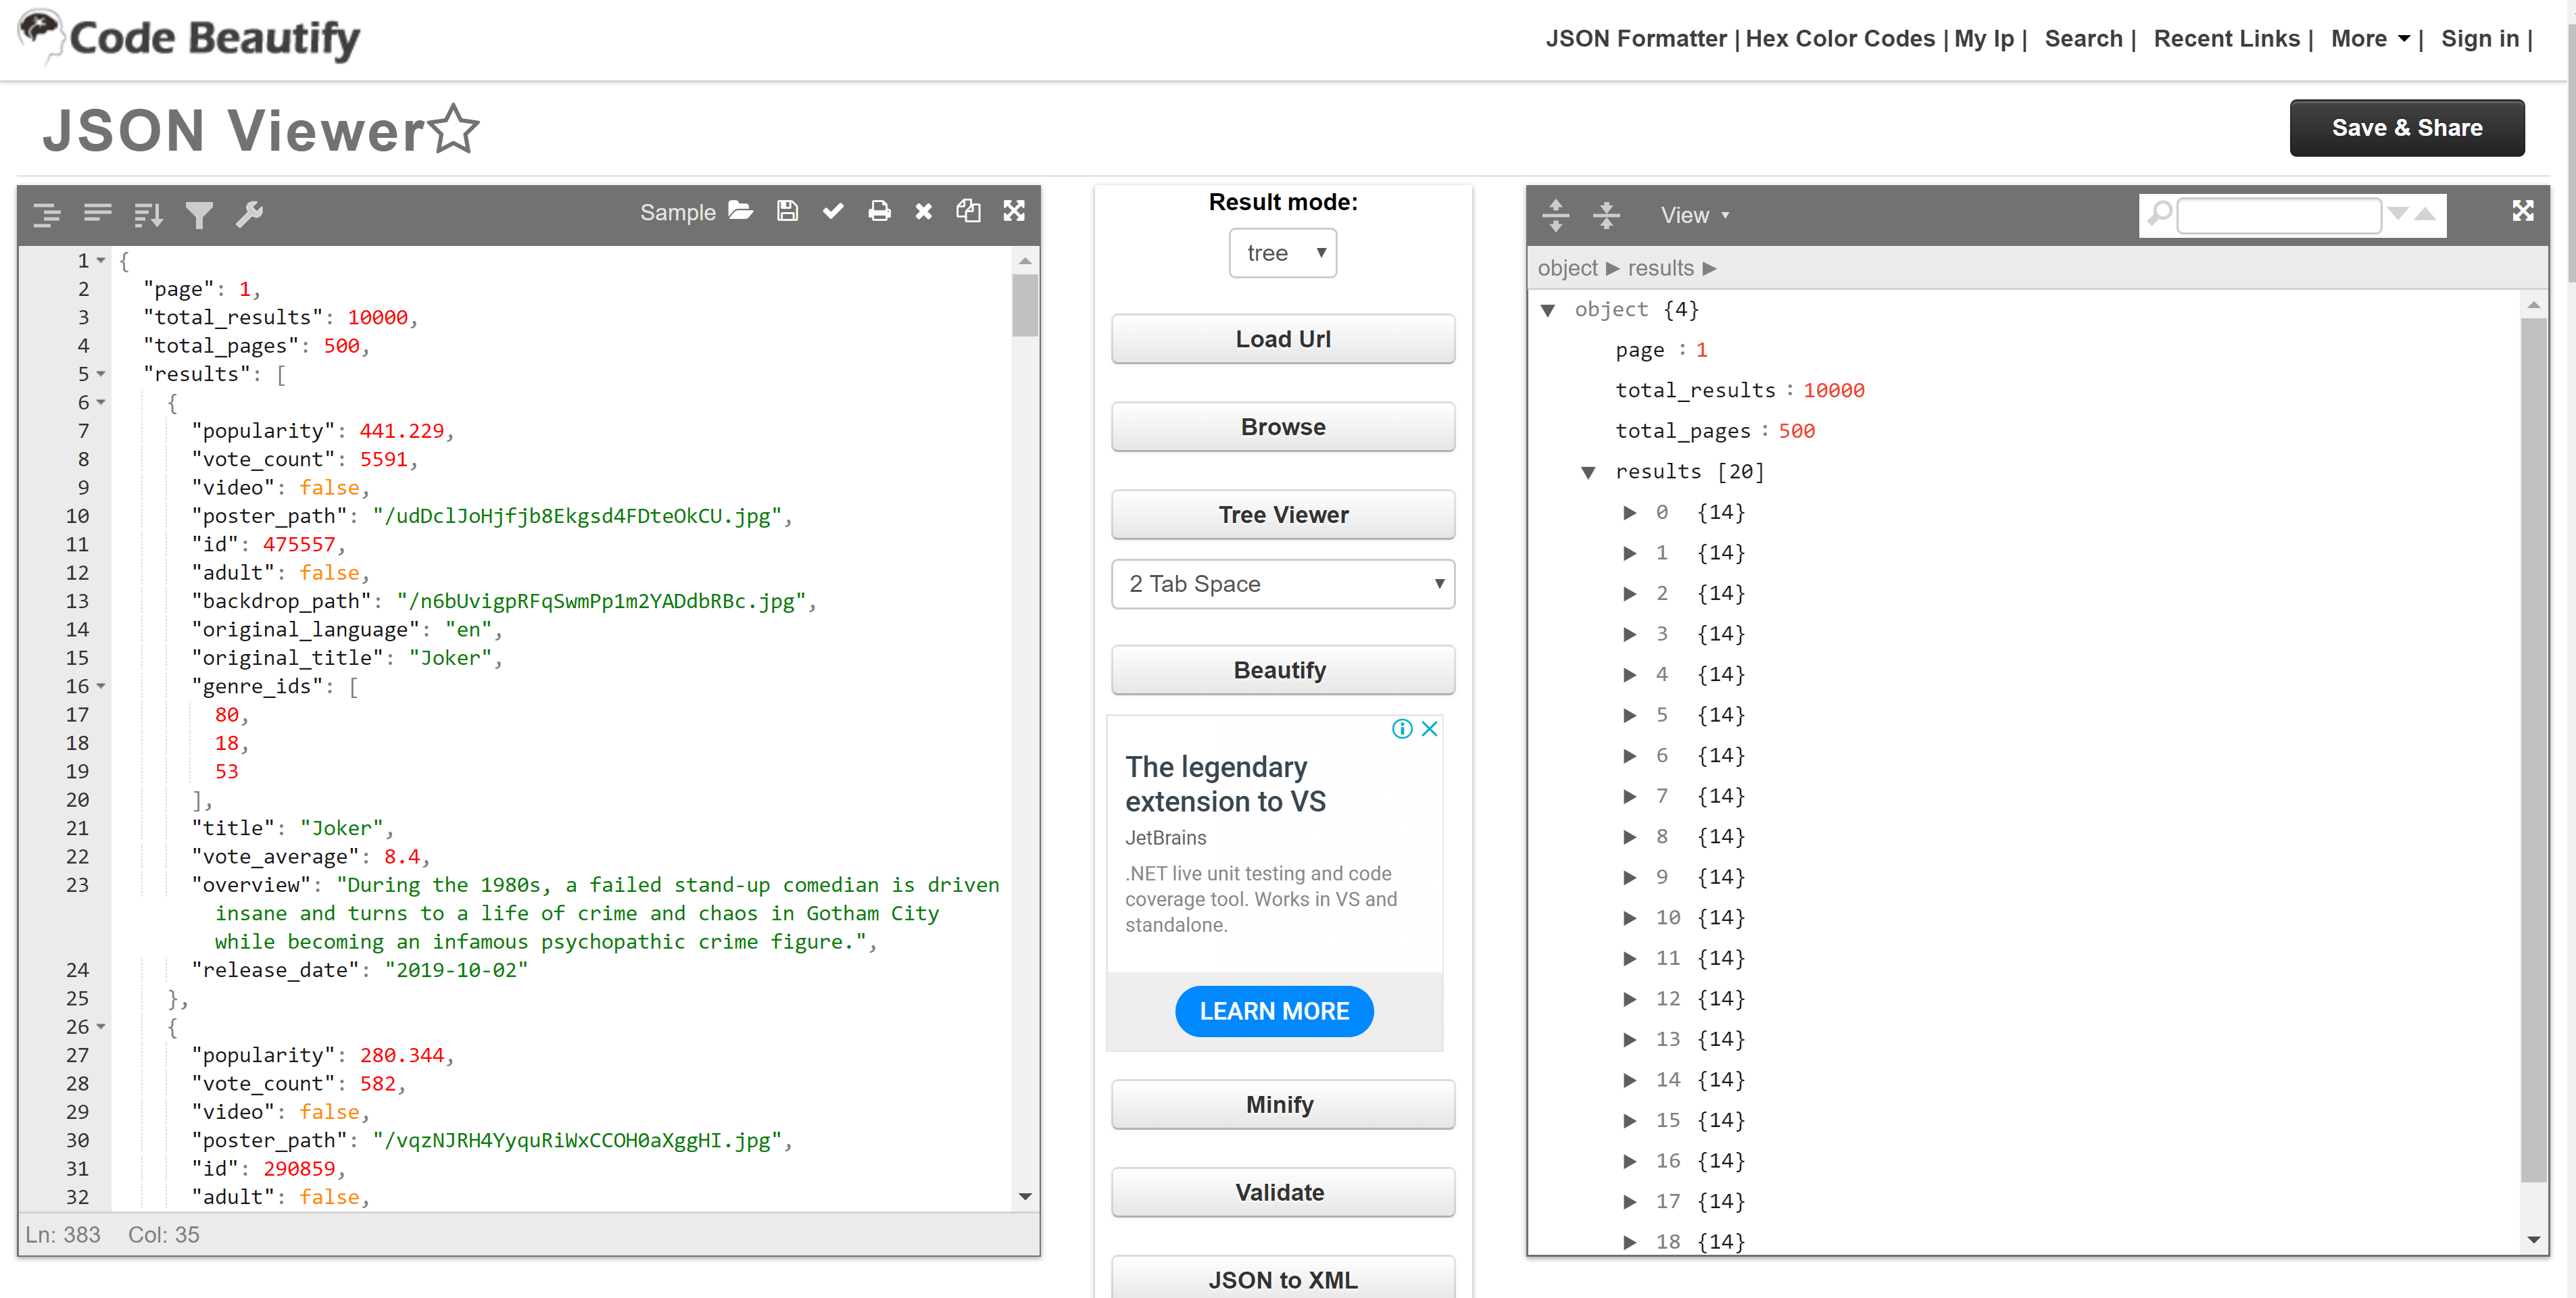 Code Beautify
JSON Formatter | Hex Color Codes | My Ip | Search | Recent Links | More | Sign in |
JSON Viewer
Save & Share
Sample
1 {
2 "page": 1,
3 "total_results": 10000,
4 "total_pages": 500,
5 "results": [
6 {
7 "popularity": 441.229,
8 "vote_count": 5591,
9 "video": false,
10 "poster_path": "/udDclJoHjfjb8Ekgsd4FDteOkCU.jpg",
11 "id": 475557,
12 "adult": false,
13 "backdrop_path": "/n6bUvigpRFqSwmPp1m2YADdbRBc.jpg",
14 "original_language": "en",
15 "original_title": "Joker",
16 "genre_ids": [
17 80,
18 18,
19 53
20 ],
21 "title": "Joker",
22 "vote_average": 8.4,
23 "overview": "During the 1980s, a failed stand-up comedian is driven
insane and turns to a life of crime and chaos in Gotham City
while becoming an infamous psychopathic crime figure.",
24 "release_date": "2019-10-02"
25 },
26 {
27 "popularity": 280.344,
28 "vote_count": 582,
29 "video": false,
30 "poster_path": "/vqzNJRH4YyquRiWxCCOH0aXggHI.jpg",
31 "id": 290859,
32 "adult": false,
Ln: 383 Col: 35
Result mode:
tree
Load Url
Browse
Tree Viewer
2 Tab Space
Beautify
The legendary
extension to VS
JetBrains
.NET live unit testing and code
coverage tool. Works in VS and
standalone.
LEARN MORE
Minify
Validate
JSON to XML
View
object ▶ results ▶
object {4}
page : 1
total_results : 10000
total_pages : 500
results [20]
0 {14}
1 {14}
2 {14}
3 {14}
4 {14}
5 {14}
6 {14}
7 {14}
8 {14}
9 {14}
10 {14}
11 {14}
12 {14}
13 {14}
14 {14}
15 {14}
16 {14}
17 {14}
18 {14}